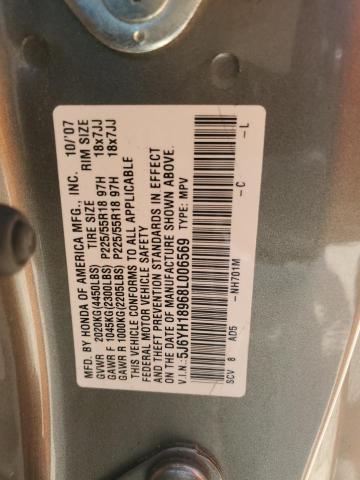 MFD. BY HONDA OF AMERICA MFG., INC. 10/'07
TIRE SIZE RIM SIZE
GVWR 2020KG(4450LBS)
GAWR F 1045KG(2300LBS) P225/55R18 97H 18x7JJ
GAWR R 1000KG(2205LBS) P225/55R18 97H 18x7JJ
THIS VEHICLE CONFORMS TO ALL APPLICABLE
FEDERAL MOTOR VEHICLE SAFETY
AND THEFT PREVENTION STANDARDS IN EFFECT
ON THE DATE OF MANUFACTURE SHOWN ABOVE.
V.I.N.-5J6YH18968L006569 TYPE: MPV
-NH701M -C -L
SCV 8 AD5